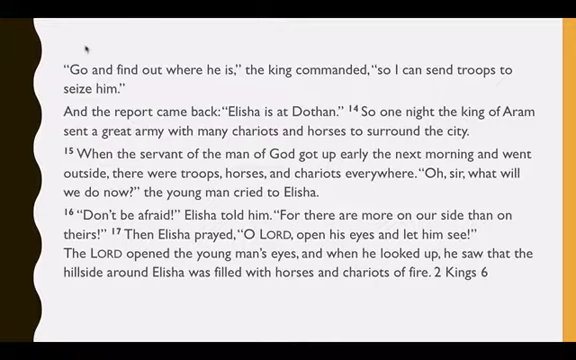 “Go and find out where he is,” the king commanded, “so I can send troops to
seize him.”
And the report came back: “Elisha is at Dothan.” 14 So one night the king of Aram
sent a great army with many chariots and horses to surround the city.
15 When the servant of the man of God got up early the next morning and went
outside, there were troops, horses, and chariots everywhere. “Oh, sir, what will
we do now?” the young man cried to Elisha.
16 “Don’t be afraid!” Elisha told him. “For there are more on our side than on
theirs!” 17 Then Elisha prayed, “O LORD, open his eyes and let him see!”
The LORD opened the young man’s eyes, and when he looked up, he saw that the
hillside around Elisha was filled with horses and chariots of fire. 2 Kings 6